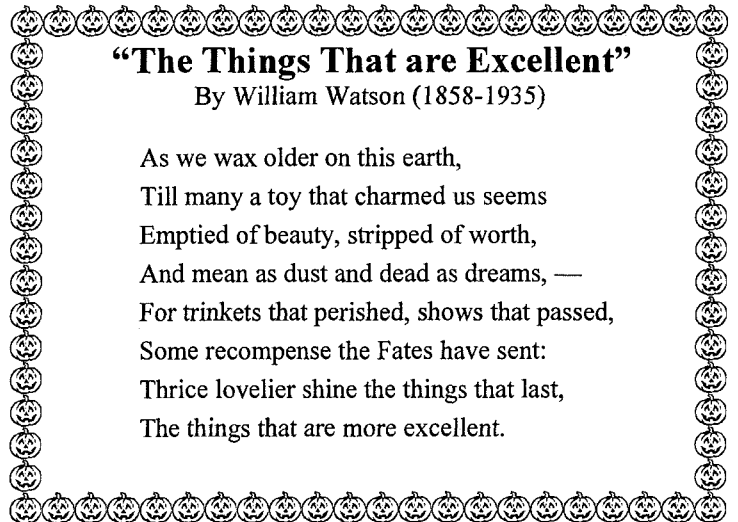 “The Things That are Excellent”
By William Watson (1858-1935)
As we wax older on this earth,
Till many a toy that charmed us seems
Emptied of beauty, stripped of worth,
And mean as dust and dead as dreams, —
For trinkets that perished, shows that passed,
Some recompense the Fates have sent:
Thrice lovelier shine the things that last,
The things that are more excellent.